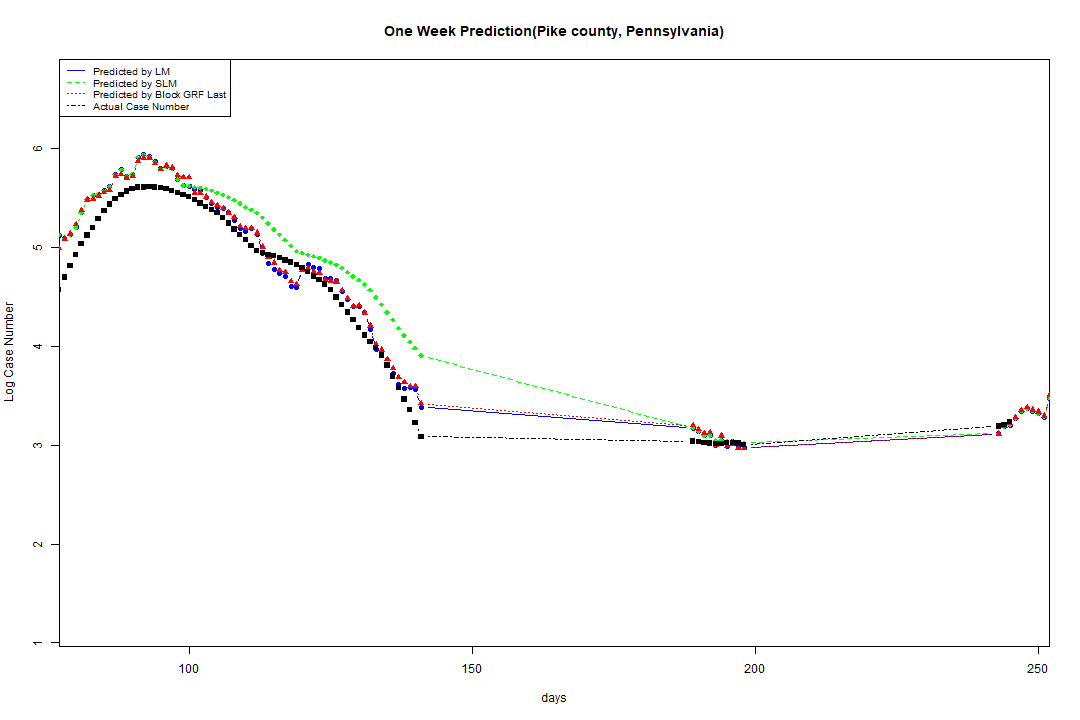 One Week Prediction(Pike county, Pennsylvania)
Predicted by LM
Predicted by SLM
Predicted by Block GRF Last
Actual Case Number
6
5
4
3
2
1
Log Case Number
100 150 200 250
days